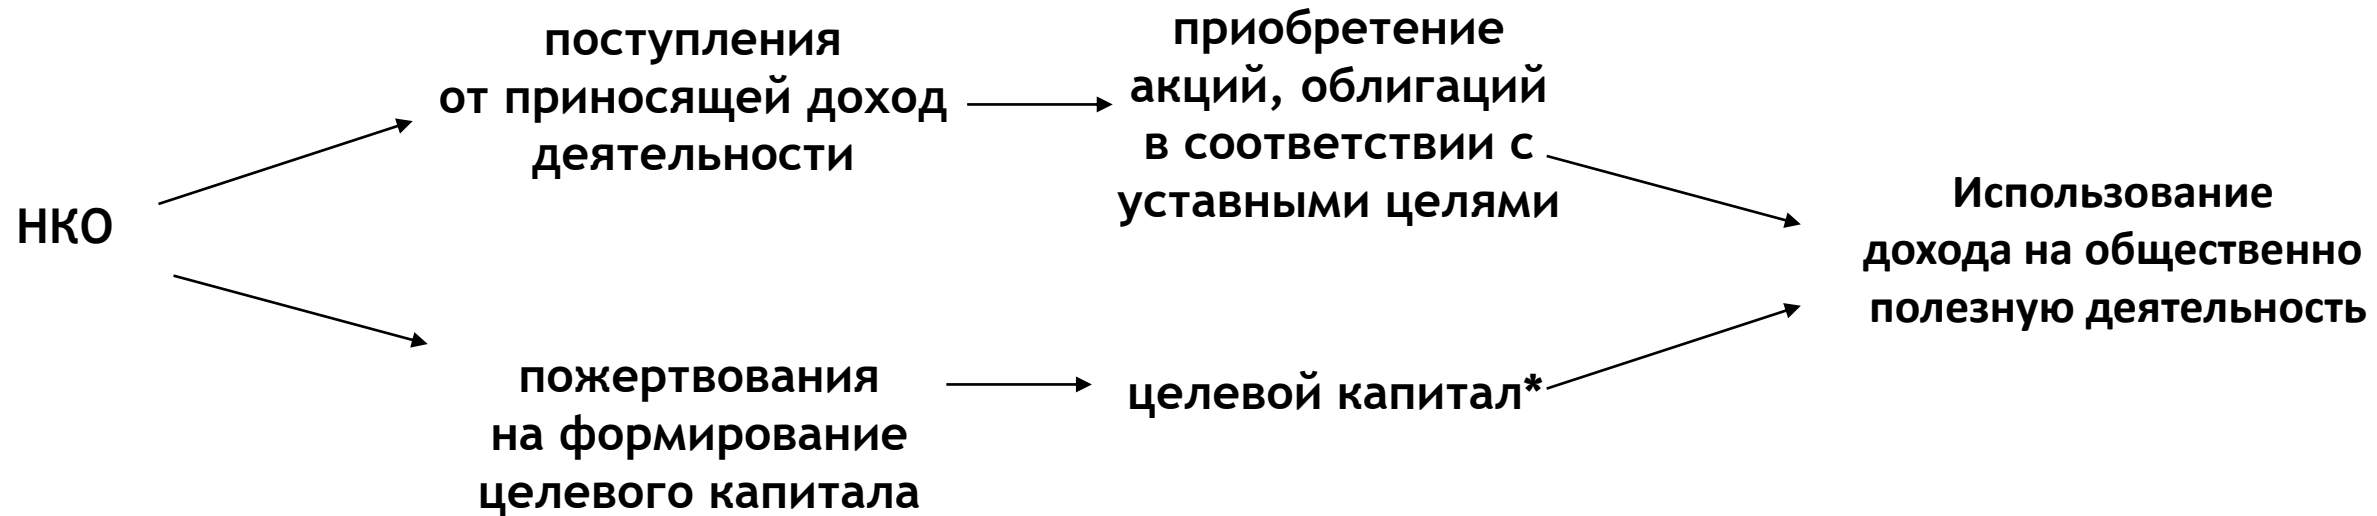 НКО
поступления
от приносящей доход
деятельности
приобретение
акций, облигаций
в соответствии с
уставными целями
пожертвования
на формирование
целевого капитала
целевой капитал*
Использование
дохода на общественно
полезную деятельность